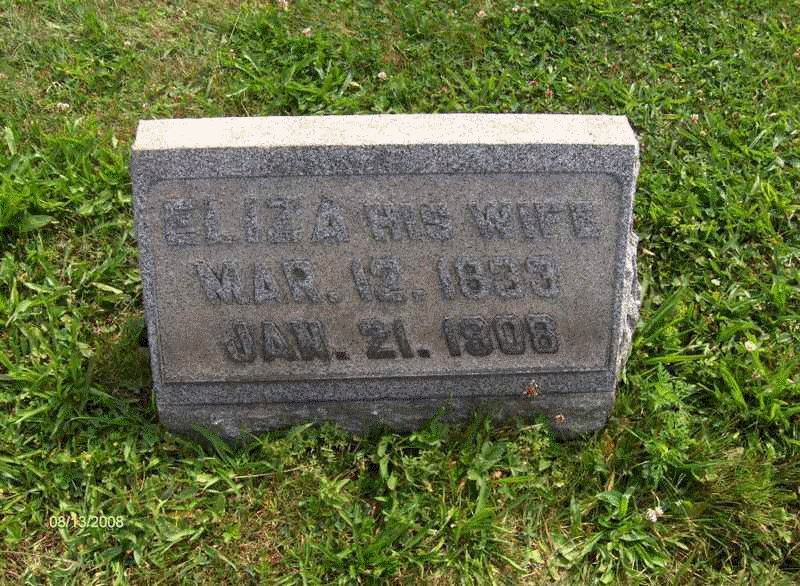 ELIZA HIS WIFE
MAR. 12. 1833
JAN. 21. 1908
08/13/2008